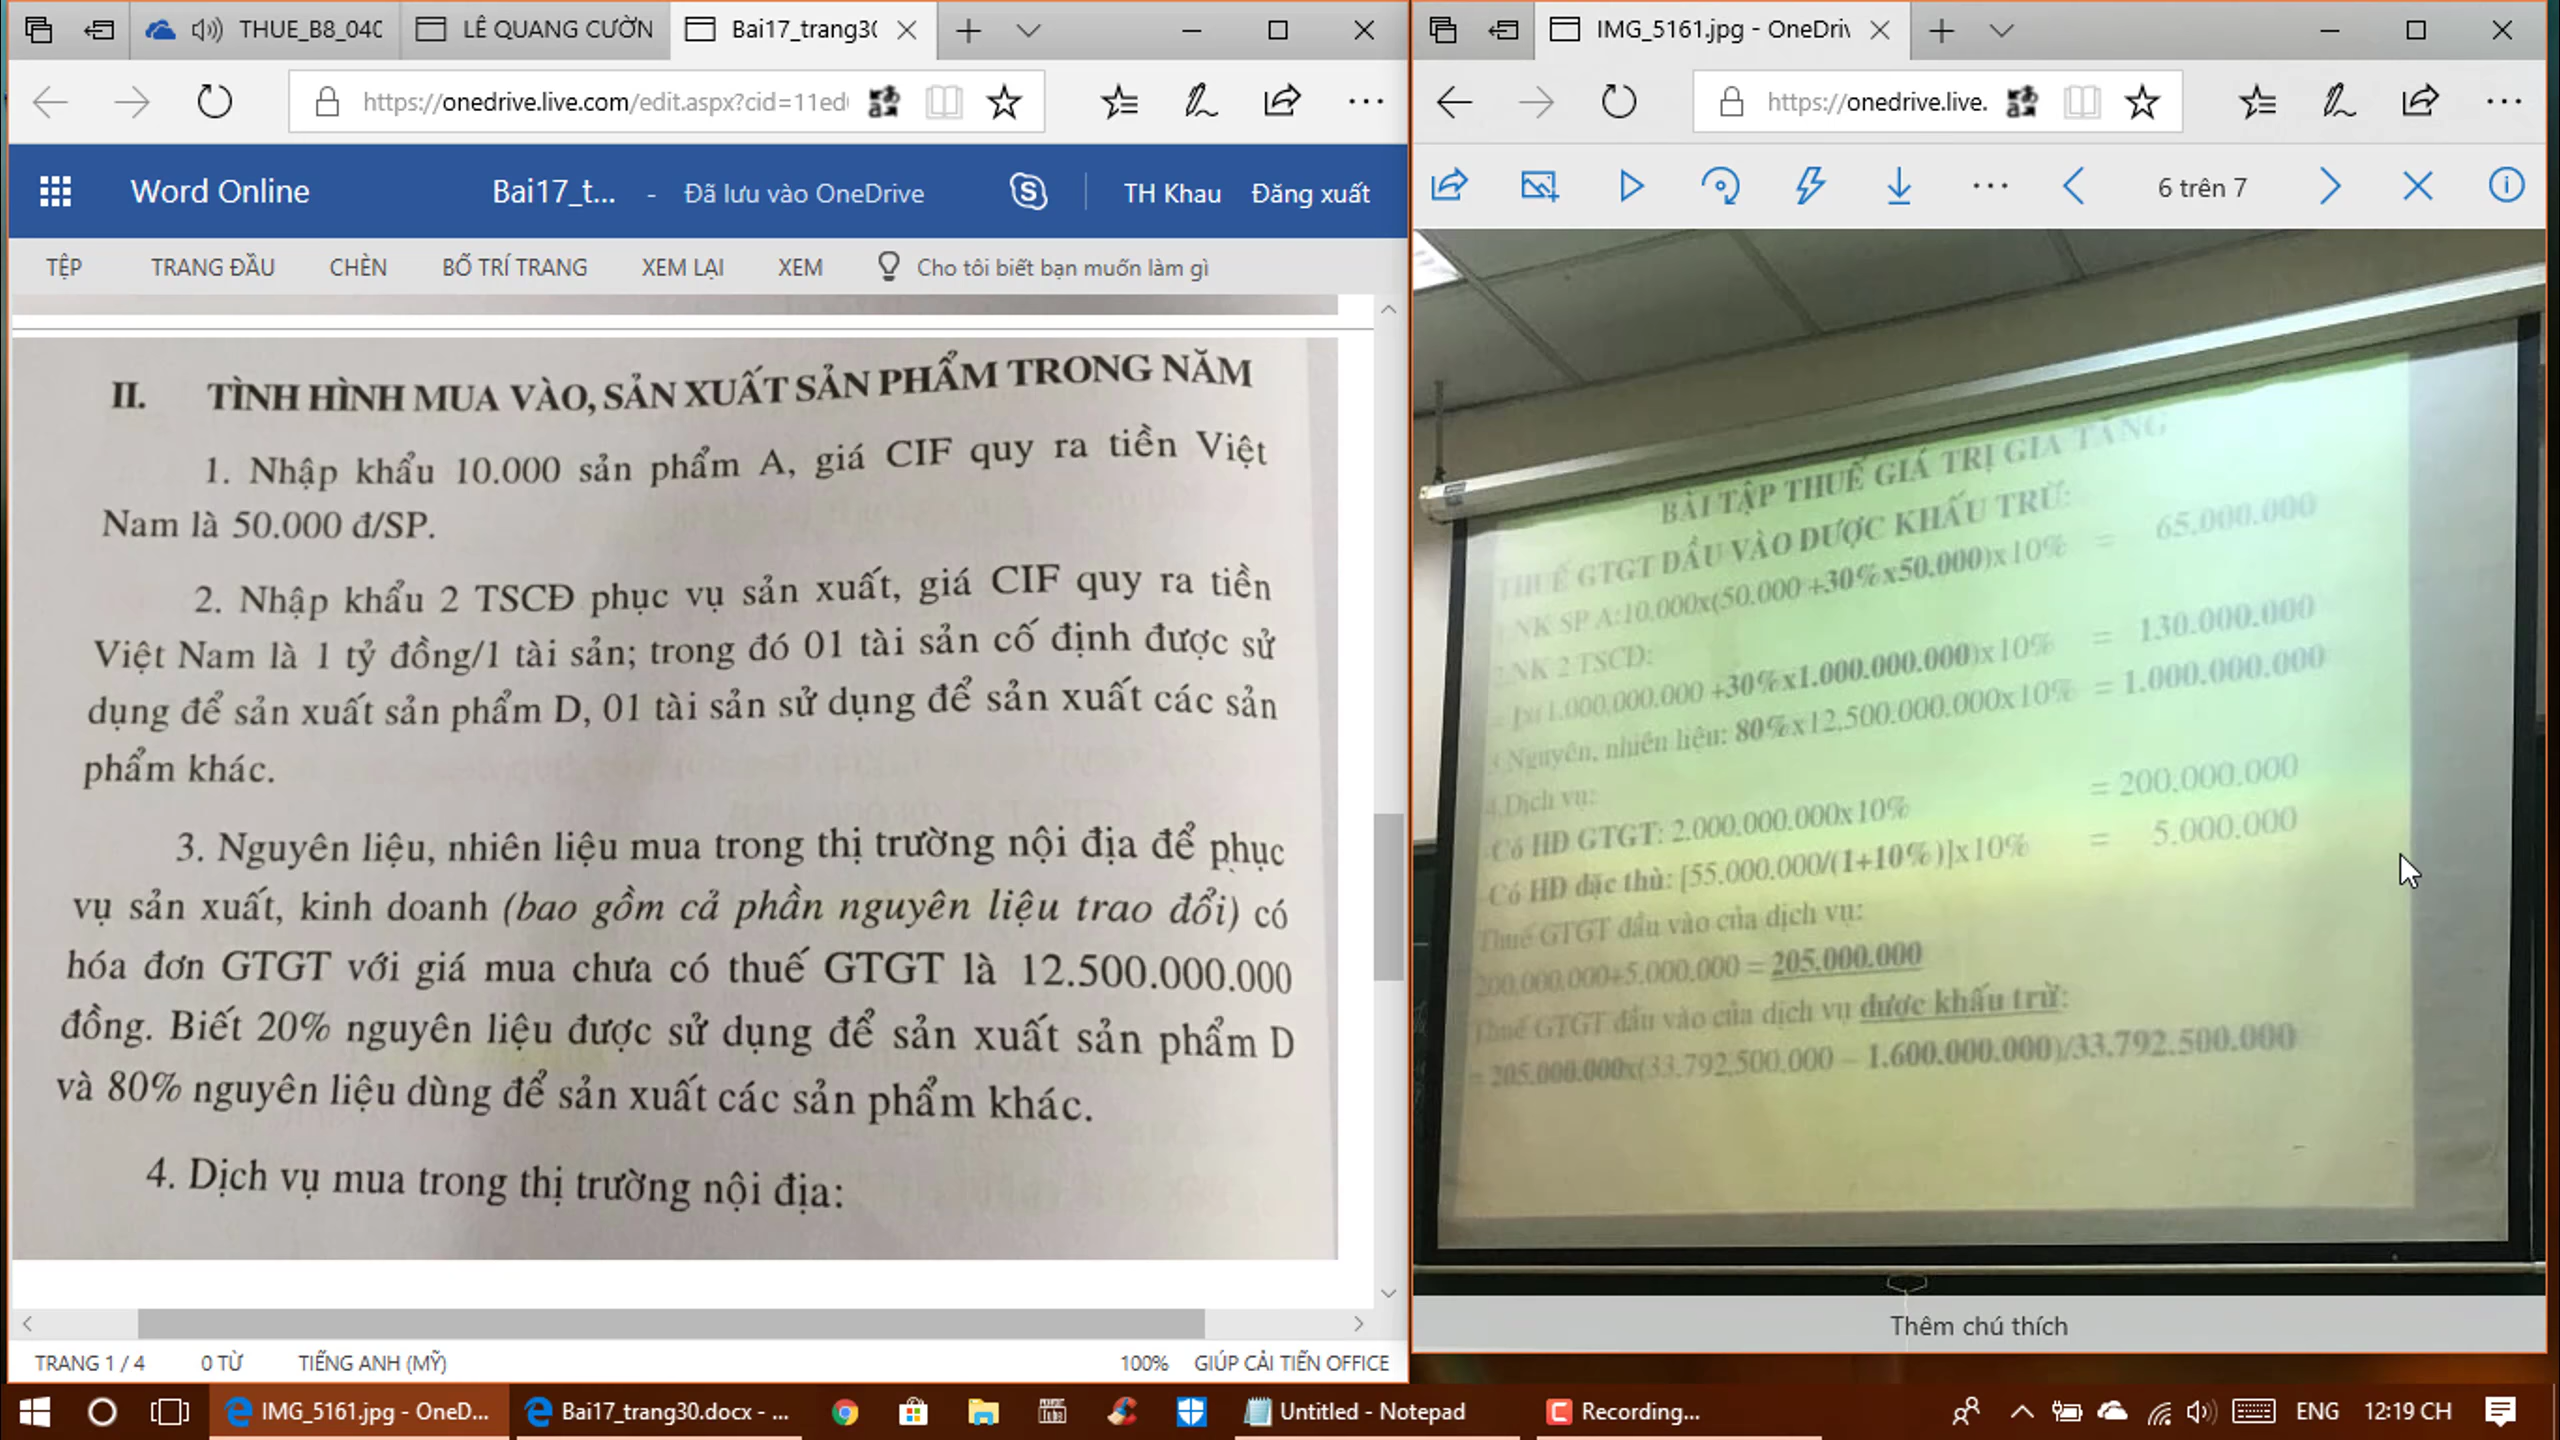 THUE_B8_04(
LÊ QUANG CƯỜN
Bai17_trang3(
https://onedrive.live.com/edit.aspx?cid=11ed
Word Online
Bai17_t...
-
Đã lưu vào OneDrive
TH Khau
Đăng xuất
TỆP
TRANG ĐẦU
CHÈN
BỐ TRÍ TRANG
XEM LẠI
XEM
Cho tôi biết bạn muốn làm gì
II. TÌNH HÌNH MUA VÀO, SẢN XUẤT SẢN PHẨM TRONG NĂM
1. Nhập khẩu 10.000 sản phẩm A, giá CIF quy ra tiền Việt
Nam là 50.000 đ/SP.
2. Nhập khẩu 2 TSCĐ phục vụ sản xuất, giá CIF quy ra tiền
Việt Nam là 1 tỷ đồng/1 tài sản; trong đó 01 tài sản cố định được sử
dụng để sản xuất sản phẩm D, 01 tài sản sử dụng để sản xuất các sản
phẩm khác.
3. Nguyên liệu, nhiên liệu mua trong thị trường nội địa để phục
vụ sản xuất, kinh doanh (bao gồm cả phần nguyên liệu trao đổi) có
hóa đơn GTGT với giá mua chưa có thuế GTGT là 12.500.000.000
đồng. Biết 20% nguyên liệu được sử dụng để sản xuất sản phẩm D
và 80% nguyên liệu dùng để sản xuất các sản phẩm khác.
4. Dịch vụ mua trong thị trường nội địa:
TRANG 1 / 4
0 TỪ
TIẾNG ANH (MỸ)
100%
GIÚP CẢI TIẾN OFFICE
IMG_5161.jpg - OneDriv
https://onedrive.live.
6 trên 7
BÀI TẬP THUẾ GIÁ TRỊ GIA TĂNG
THUẾ GTGT ĐẦU VÀO ĐƯỢC KHẤU TRỪ:
NK SP A:10.000x(50.000 +30%x50.000)x10% = 65.000.000
NK 2 TSCĐ:
1.000.000.000 +30%x1.000.000.000)x10% = 130.000.000
Nguyên, nhiên liệu: 80%x12,500.000.000x10% = 1.000.000.000
4.Dịch vụ:
Có HĐ GTGT: 2.000.000.000x10% = 200.000.000
Có HĐ đặc thù: [55.000.000/(1+10%)]x10% = 5.000.000
Thuế GTGT đầu vào của dịch vụ:
200.000.000+5.000.000 = 205.000.000
Thuế GTGT đầu vào của dịch vụ được khấu trừ:
= 205.000.000x(33.792.500.000 – 1.600.000.000)/33.792.500.000
Thêm chú thích
IMG_5161.jpg - OneD...
Bai17_trang30.docx - ...
Untitled - Notepad
Recording...
ENG
12:19 CH